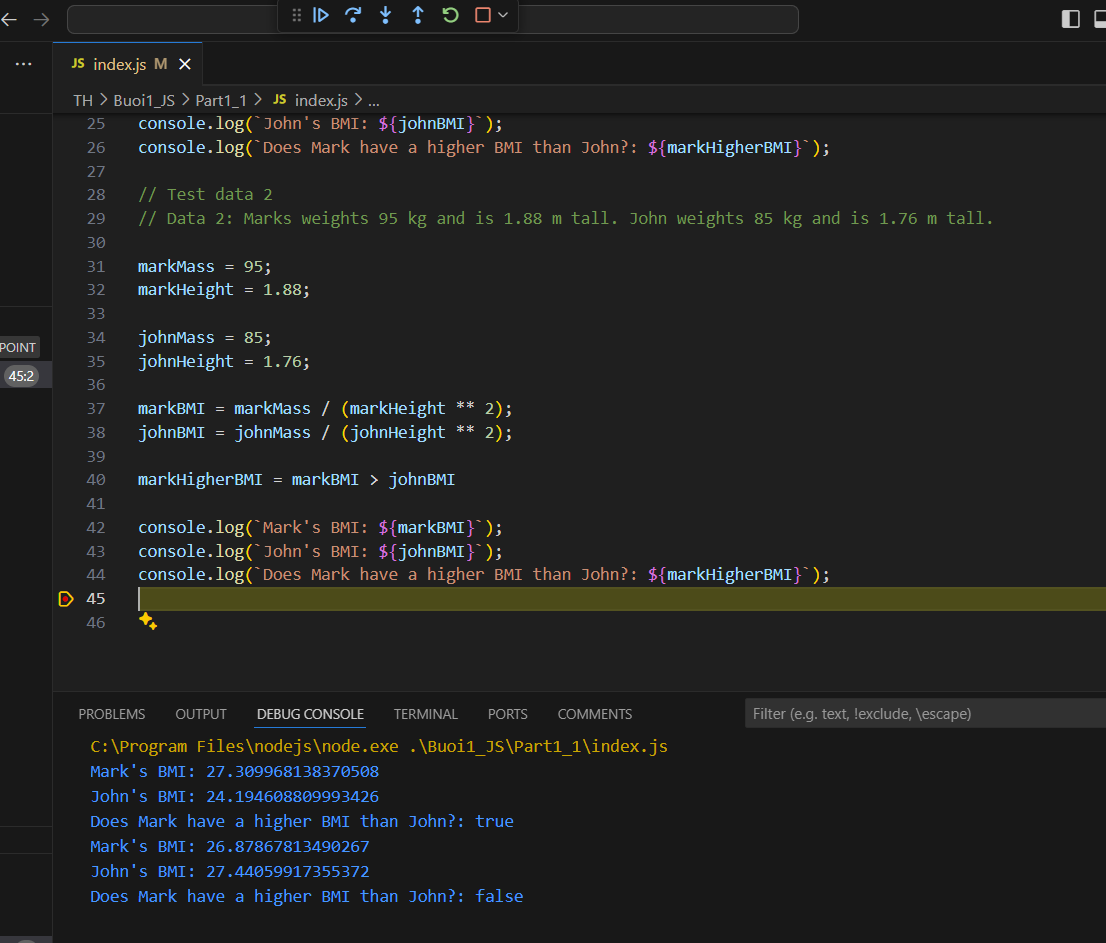 JS index.js M
TH > Buoi1_JS > Part1_1 > JS index.js > ...
25 console.log(`John's BMI: ${johnBMI}`);
26 console.log(`Does Mark have a higher BMI than John?: ${markHigherBMI}`);
27
28 // Test data 2
29 // Data 2: Marks weights 95 kg and is 1.88 m tall. John weights 85 kg and is 1.76 m tall.
30
31 markMass = 95;
32 markHeight = 1.88;
33
34 johnMass = 85;
35 johnHeight = 1.76;
36
37 markBMI = markMass / (markHeight ** 2);
38 johnBMI = johnMass / (johnHeight ** 2);
39
40 markHigherBMI = markBMI > johnBMI
41
42 console.log(`Mark's BMI: ${markBMI}`);
43 console.log(`John's BMI: ${johnBMI}`);
44 console.log(`Does Mark have a higher BMI than John?: ${markHigherBMI}`);
45
46
POINT
45:2
PROBLEMS OUTPUT DEBUG CONSOLE TERMINAL PORTS COMMENTS Filter (e.g. text, !exclude, \escape)
C:\Program Files\nodejs\node.exe .\Buoi1_JS\Part1_1\index.js
Mark's BMI: 27.309968138370508
John's BMI: 24.194608809993426
Does Mark have a higher BMI than John?: true
Mark's BMI: 26.87867813490267
John's BMI: 27.44059917355372
Does Mark have a higher BMI than John?: false